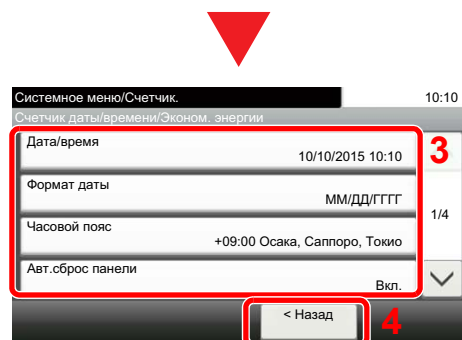 Системное меню/Счетчик.
10:10
Счетчик даты/времени/Эконом. энергии
Дата/время
10/10/2015 10:10
3
Формат даты
ММ/ДД/ГГГГ
1/4
Часовой пояс
+09:00 Осака, Саппоро, Токио
Авт.сброс панели
Вкл.
< Назад
4